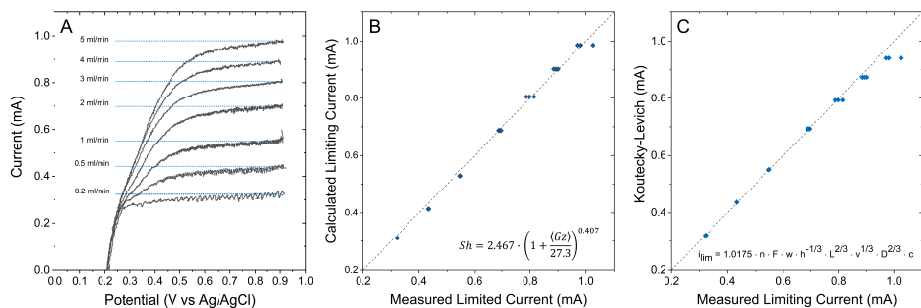 A
5 ml/min
4 ml/min
3 ml/min
2 ml/min
1 ml/min
0.5 ml/min
0.2 ml/min
1.0
0.8
0.6
0.4
0.2
0.0
Current (mA)
0.0 0.1 0.2 0.3 0.4 0.5 0.6 0.7 0.8 0.9 1.0
Potential (V vs Ag/AgCl)
B
1.0
0.8
0.6
0.4
0.2
Calculated Limiting Current (mA)
Sh = 2.467 · (1 + ⟨Gz⟩/27.3)^0.407
0.2 0.4 0.6 0.8 1.0
Measured Limited Current (mA)
C
1.0
0.8
0.6
0.4
0.2
Koutecky-Levich (mA)
i_lim = 1.0175 · n · F · w · h^-1/3 · L^2/3 · v^1/3 · D^2/3 · c
0.2 0.4 0.6 0.8 1.0
Measured Limiting Current (mA)